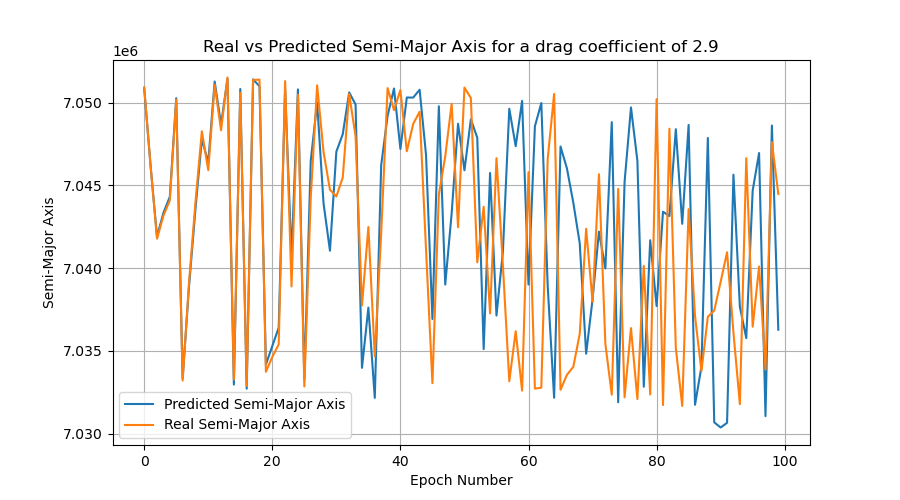 Real vs Predicted Semi-Major Axis for a drag coefficient of 2.9
1e6
7.050
7.045
7.040
7.035
7.030
Semi-Major Axis
Predicted Semi-Major Axis
Real Semi-Major Axis
0 20 40 60 80 100
Epoch Number